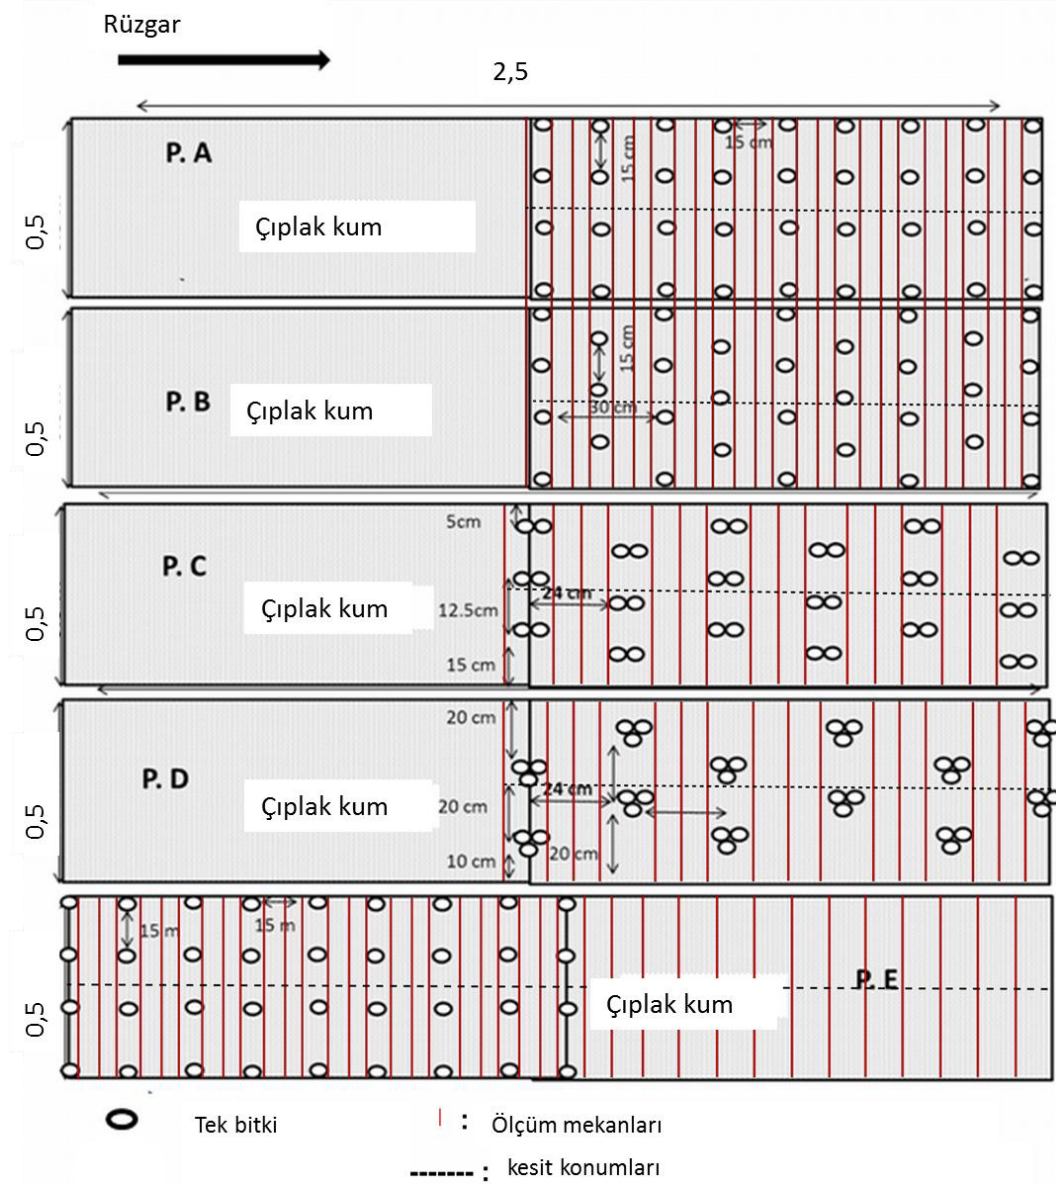 Rüzgar
2,5
P. A
15 cm
15 cm
Çıplak kum
0,5
P. B
15 cm
Çıplak kum
30 cm
0,5
5cm
P. C
24 cm
Çıplak kum
12.5cm
0,5
15 cm
20 cm
P. D
24 cm
Çıplak kum
20 cm
0,5
10 cm
20 cm
15 m
15 m
P. E
Çıplak kum
0,5
Tek bitki
: Ölçüm mekanları
-------: kesit konumları